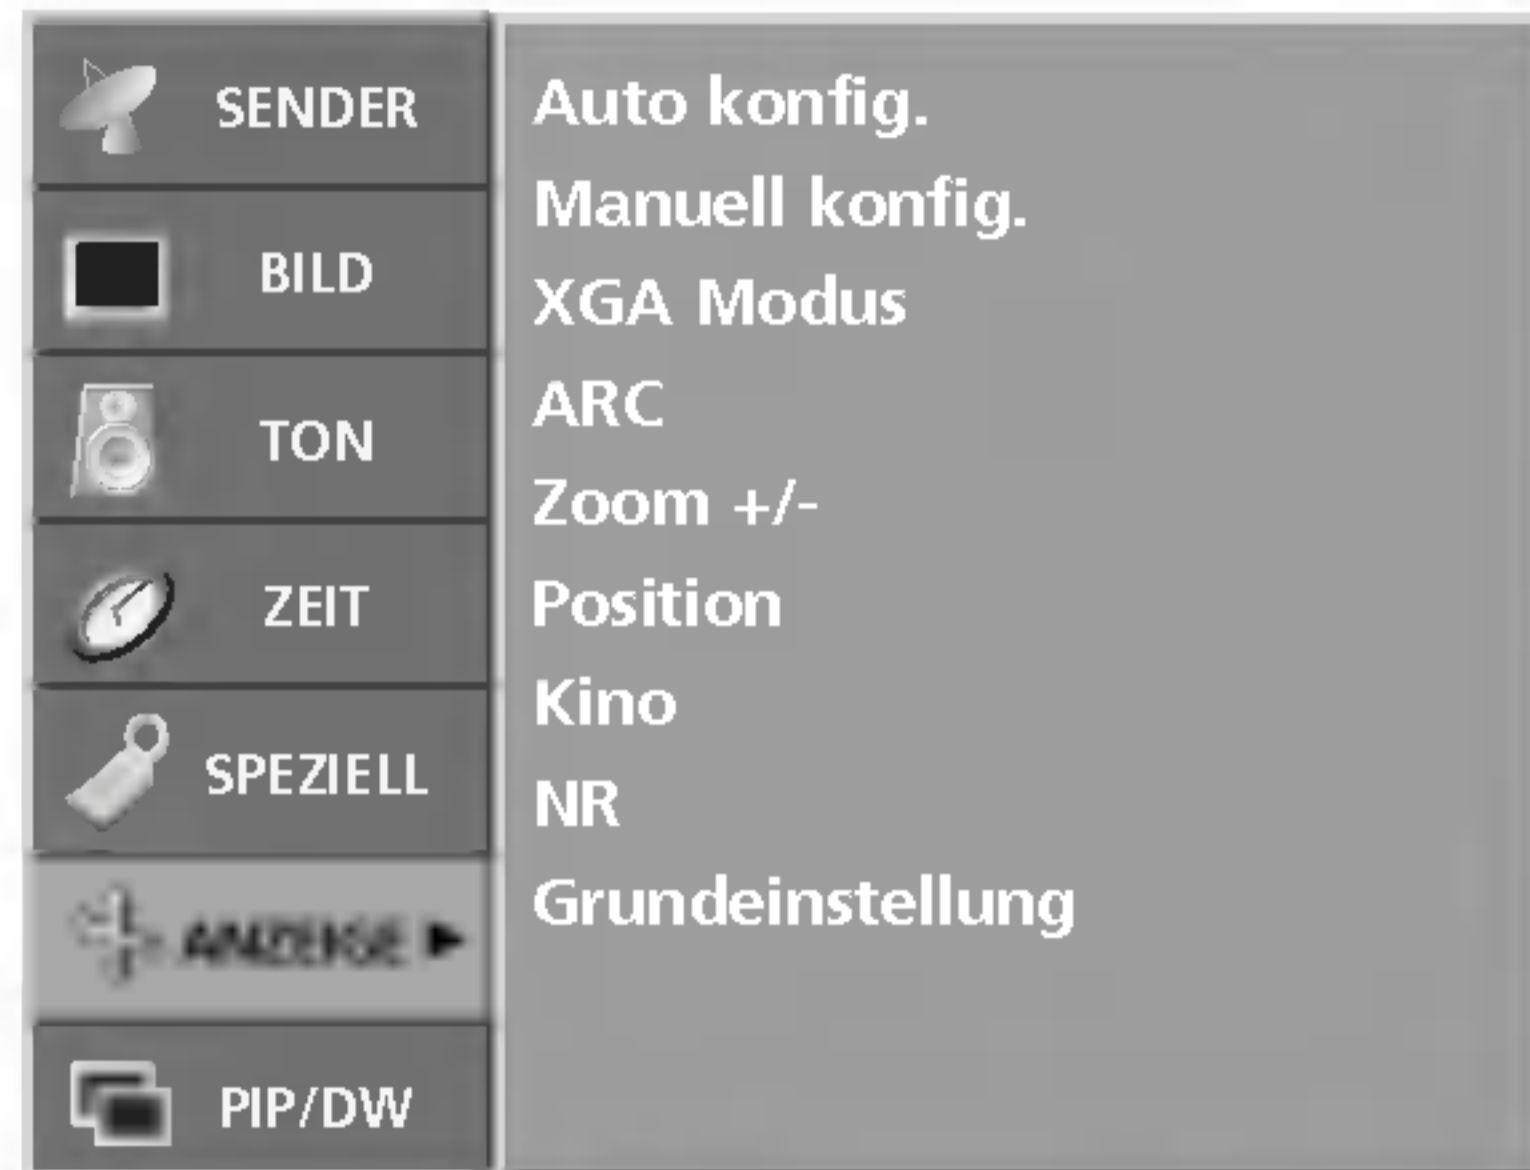 SENDER
BILD
TON
ZEIT
SPEZIELL
ANZEIGE
PIP/DW
Auto konfig.
Manuell konfig.
XGA Modus
ARC
Zoom +/-
Position
Kino
NR
Grundeinstellung